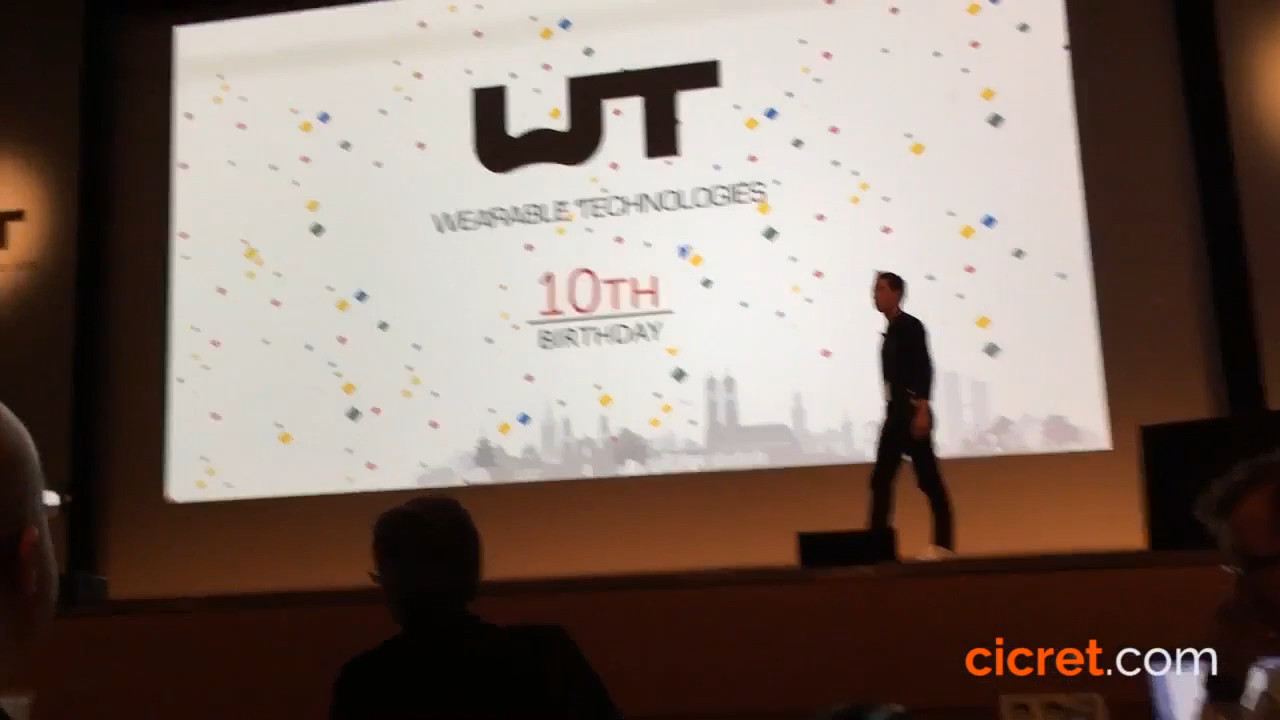 WT
WEARABLE TECHNOLOGIES
10TH
BIRTHDAY
T
cicret.com